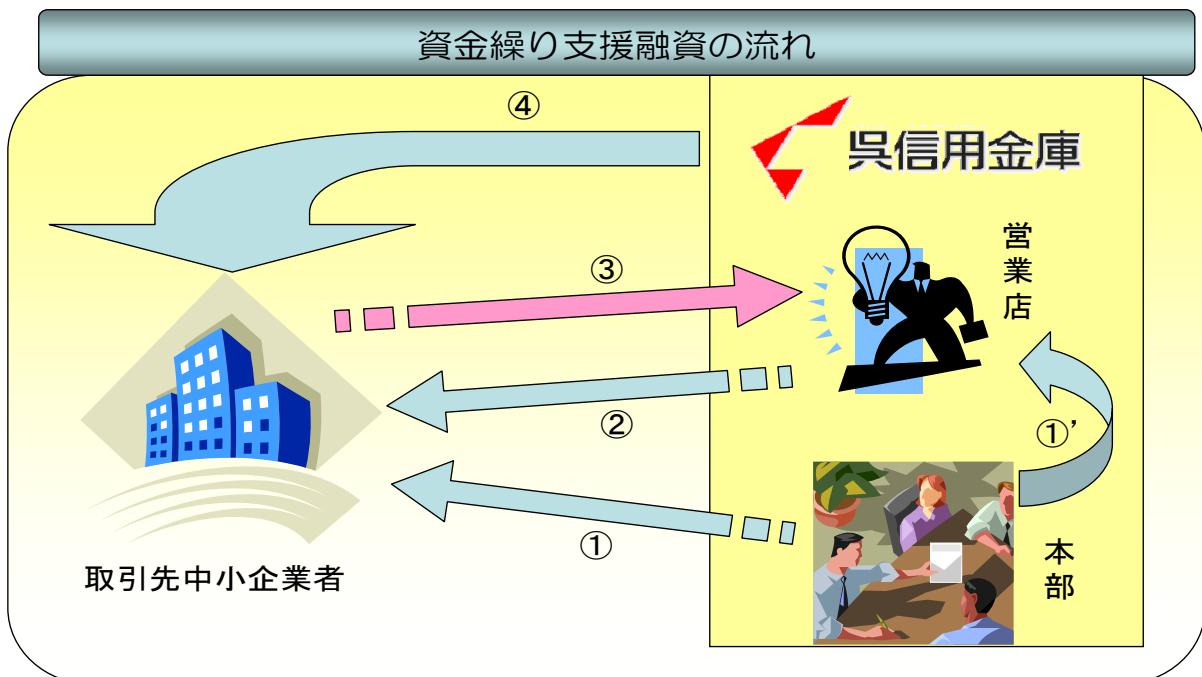 資金繰り支援融資の流れ
④
呉信用金庫
営業店
③
②
①’
①
本部
取引先中小企業者